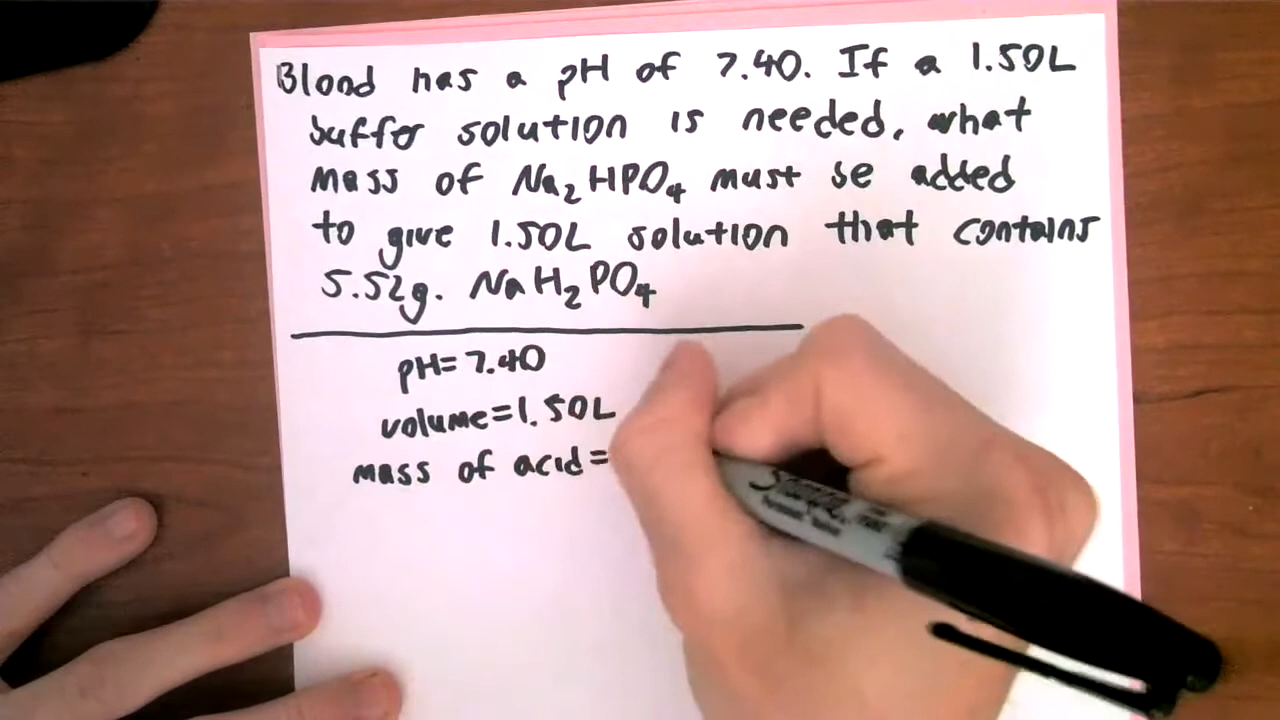 Blood has a pH of 7.40. If a 1.50L
buffer solution is needed, what
mass of Na₂HPO₄ must be added
to give 1.50L solution that contains
5.52g. NaH₂PO₄
pH=7.40
volume=1.50L
mass of acid=